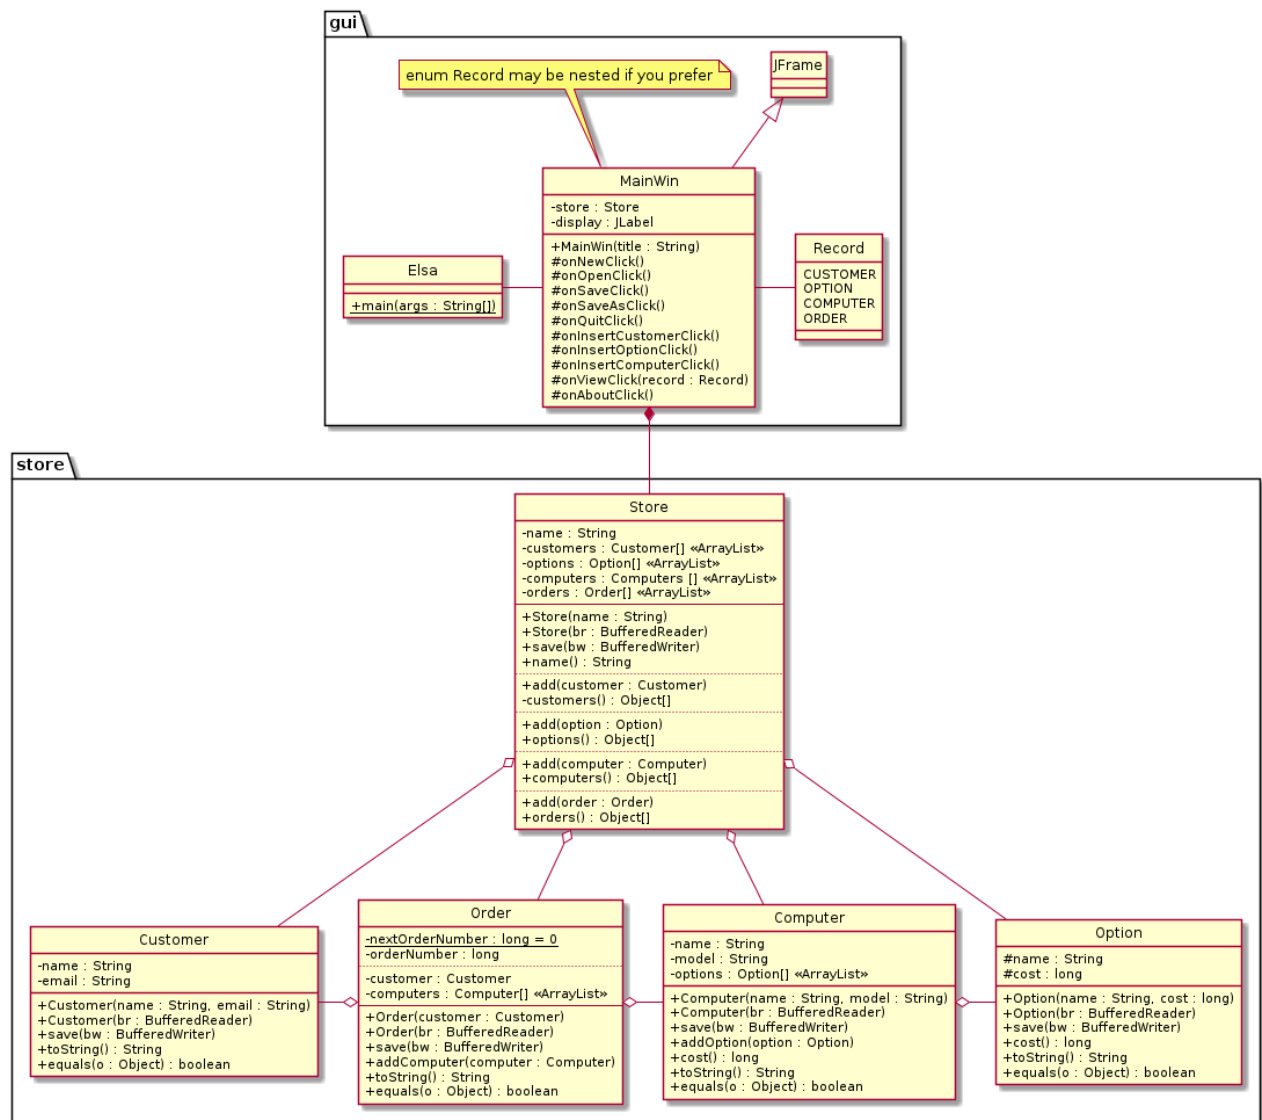 gui
enum Record may be nested if you prefer
JFrame
MainWin
-store : Store
-display : JLabel
+MainWin(title : String)
#onNewClick()
#onOpenClick()
#onSaveClick()
#onSaveAsClick()
#onQuitClick()
#onInsertCustomerClick()
#onInsertOptionClick()
#onInsertComputerClick()
#onViewClick(record : Record)
#onAboutClick()
Elsa
+main(args : String[])
Record
CUSTOMER
OPTION
COMPUTER
ORDER
store
Store
-name : String
-customers : Customer[] «ArrayList»
-options : Option[] «ArrayList»
-computers : Computers [] «ArrayList»
-orders : Order[] «ArrayList»
+Store(name : String)
+Store(br : BufferedReader)
+save(bw : BufferedWriter)
+name() : String
+add(customer : Customer)
-customers() : Object[]
+add(option : Option)
+options() : Object[]
+add(computer : Computer)
+computers() : Object[]
+add(order : Order)
+orders() : Object[]
Customer
-name : String
-email : String
+Customer(name : String, email : String)
+Customer(br : BufferedReader)
+save(bw : BufferedWriter)
+toString() : String
+equals(o : Object) : boolean
Order
-nextOrderNumber : long = 0
-orderNumber : long
-customer : Customer
-computers : Computer[] «ArrayList»
+Order(customer : Customer)
+Order(br : BufferedReader)
+save(bw : BufferedWriter)
+addComputer(computer : Computer)
+toString() : String
+equals(o : Object) : boolean
Computer
-name : String
-model : String
-options : Option[] «ArrayList»
+Computer(name : String, model : String)
+Computer(br : BufferedReader)
+save(bw : BufferedWriter)
+addOption(option : Option)
+cost() : long
+toString() : String
+equals(o : Object) : boolean
Option
#name : String
#cost : long
+Option(name : String, cost : long)
+Option(br : BufferedReader)
+save(bw : BufferedWriter)
+cost() : long
+toString() : String
+equals(o : Object) : boolean